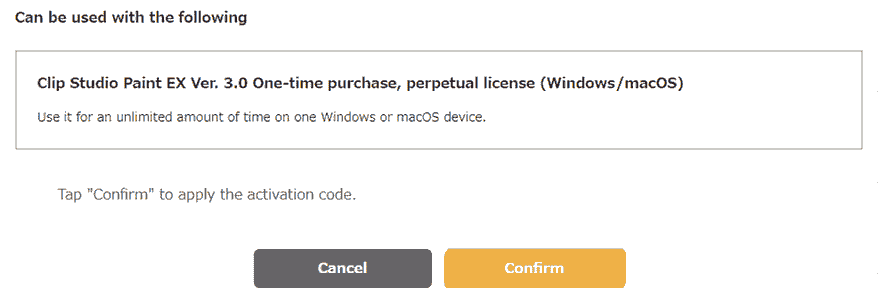 Can be used with the following
Clip Studio Paint EX Ver. 3.0 One-time purchase, perpetual license (Windows/macOS)
Use it for an unlimited amount of time on one Windows or macOS device.
Tap "Confirm" to apply the activation code.
Cancel
Confirm